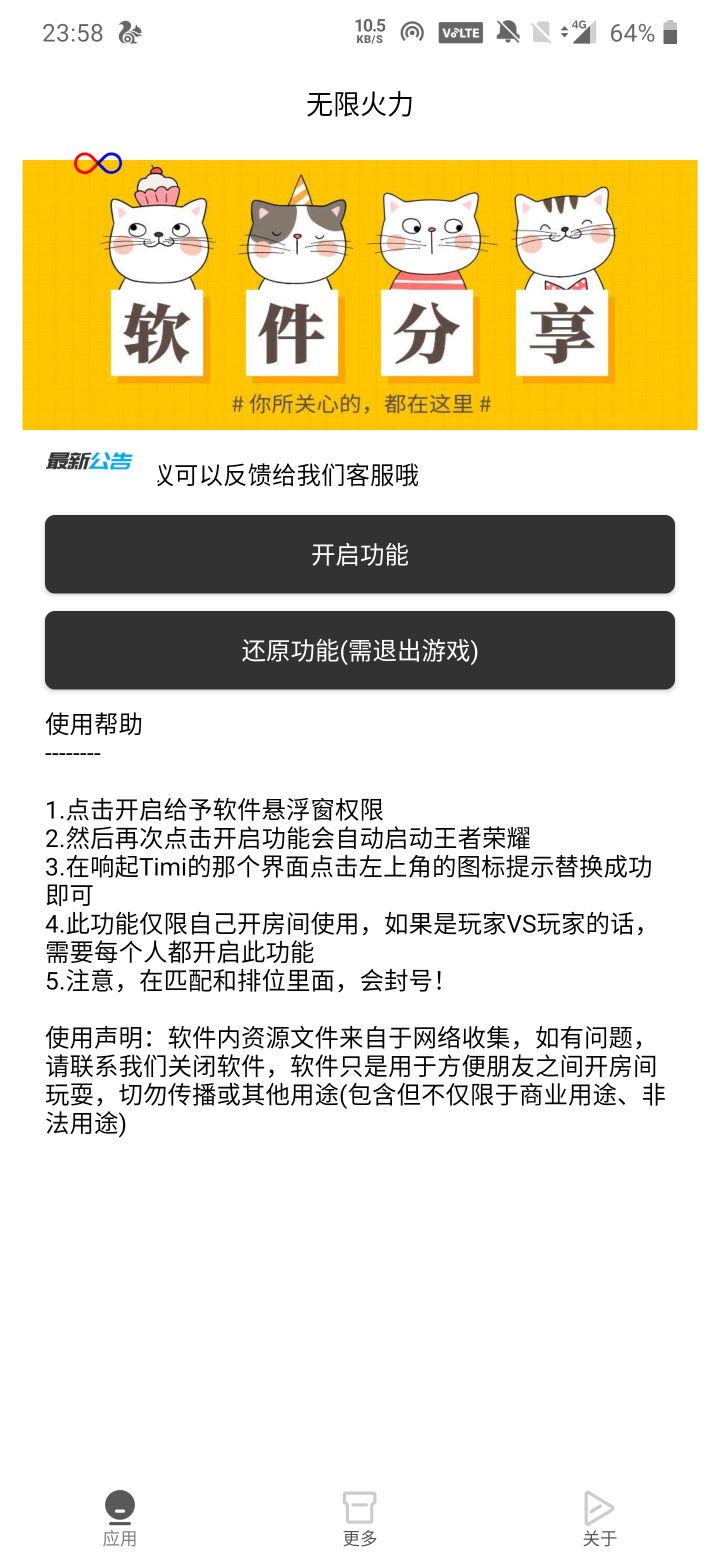 23:58 10.5 KB/S VoLTE 4G 64%
无限火力
软件分享
# 你所关心的，都在这里 #
最新公告 可以反馈给我们客服哦
开启功能
还原功能(需退出游戏)
使用帮助
--------
1.点击开启给予软件悬浮窗权限
2.然后再次点击开启功能会自动启动王者荣耀
3.在响起Timi的那个界面点击左上角的图标提示替换成功
即可
4.此功能仅限自己开房间使用，如果是玩家VS玩家的话，
需要每个人都开启此功能
5.注意，在匹配和排位里面，会封号！
使用声明：软件内资源文件来自于网络收集，如有问题，
请联系我们关闭软件，软件只是用于方便朋友之间开房间
玩耍，切勿传播或其他用途(包含但不仅限于商业用途、非
法用途)
应用 更多 关于